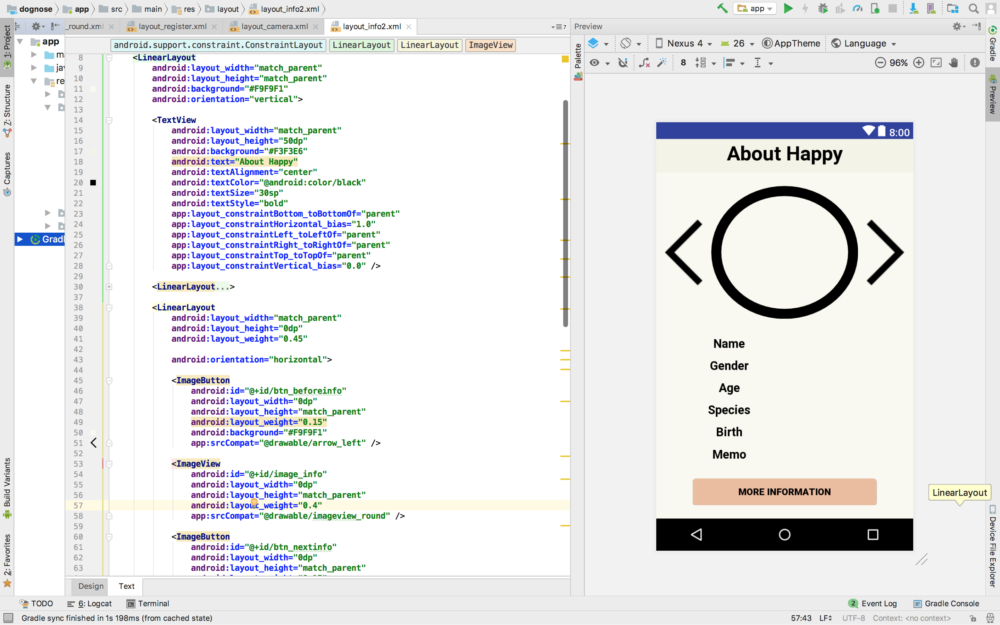 dognose app src main res layout layout_info2.xml app
_round.xml layout_register.xml layout_camera.xml layout_info2.xml 7 Preview
android.support.constraint.ConstraintLayout LinearLayout LinearLayout ImageView
Nexus 4 26 AppTheme Language
8 96%
1: Project
7: Structure
Captures
Build Variants
2: Favorites
app
ma
jav
re
Gradl
8 <LinearLayout
9 android:layout_width="match_parent"
10 android:layout_height="match_parent"
11 android:background="#F9F9F1"
12 android:orientation="vertical">
13
14 <TextView
15 android:layout_width="match_parent"
16 android:layout_height="50dp"
17 android:background="#F3F3E6"
18 android:text="About Happy"
19 android:textAlignment="center"
20 android:textColor="@android:color/black"
21 android:textSize="30sp"
22 android:textStyle="bold"
23 app:layout_constraintBottom_toBottomOf="parent"
24 app:layout_constraintHorizontal_bias="1.0"
25 app:layout_constraintLeft_toLeftOf="parent"
26 app:layout_constraintRight_toRightOf="parent"
27 app:layout_constraintTop_toTopOf="parent"
28 app:layout_constraintVertical_bias="0.0" />
29
30 <LinearLayout...>
37
38 <LinearLayout
39 android:layout_width="match_parent"
40 android:layout_height="0dp"
41 android:layout_weight="0.45"
42
43 android:orientation="horizontal">
44
45 <ImageButton
46 android:id="@+id/btn_beforeinfo"
47 android:layout_width="0dp"
48 android:layout_height="match_parent"
49 android:layout_weight="0.15"
50 android:background="#F9F9F1"
51 app:srcCompat="@drawable/arrow_left" />
52
53 <ImageView
54 android:id="@+id/image_info"
55 android:layout_width="0dp"
56 android:layout_height="match_parent"
57 android:layout_weight="0.4"
58 app:srcCompat="@drawable/imageview_round" />
59
60 <ImageButton
61 android:id="@+id/btn_nextinfo"
62 android:layout_width="0dp"
63 android:layout_height="match_parent"
Palette
8:00
About Happy
Name
Gender
Age
Species
Birth
Memo
MORE INFORMATION
LinearLayout
Gradle
Preview
Device File Explorer
Design Text
TODO 6: Logcat Terminal 2 Event Log Gradle Console
Gradle sync finished in 1s 198ms (from cached state) 57:43 LF UTF-8 Context: <no context>